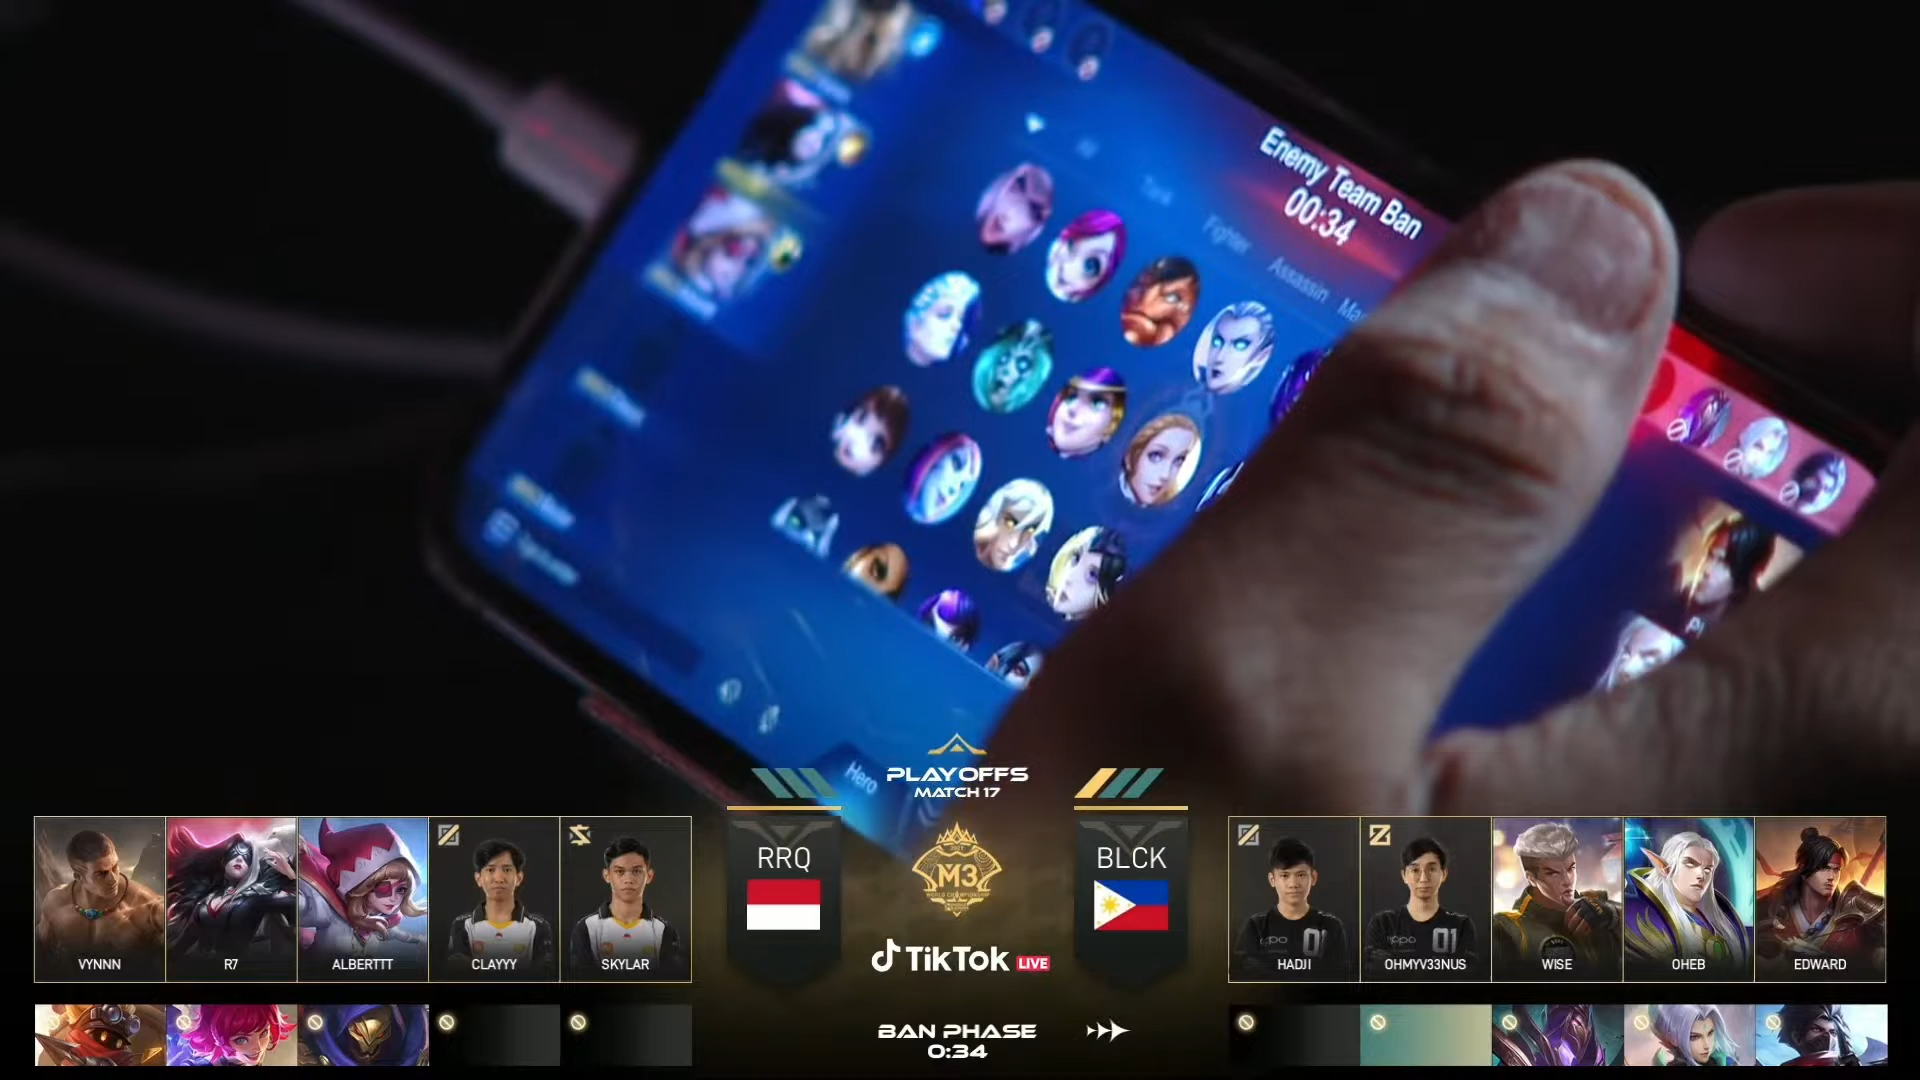 Enemy Team Ban
00:34
Tank
Fighter
Assassin
Hero
PLAYOFFS
MATCH 17
RRQ
M3
BLCK
VYNNN
R7
ALBERTTT
CLAYYY
SKYLAR
TikTok LIVE
HADJI
OHMYV33NUS
WISE
OHEB
EDWARD
BAN PHASE
0:34